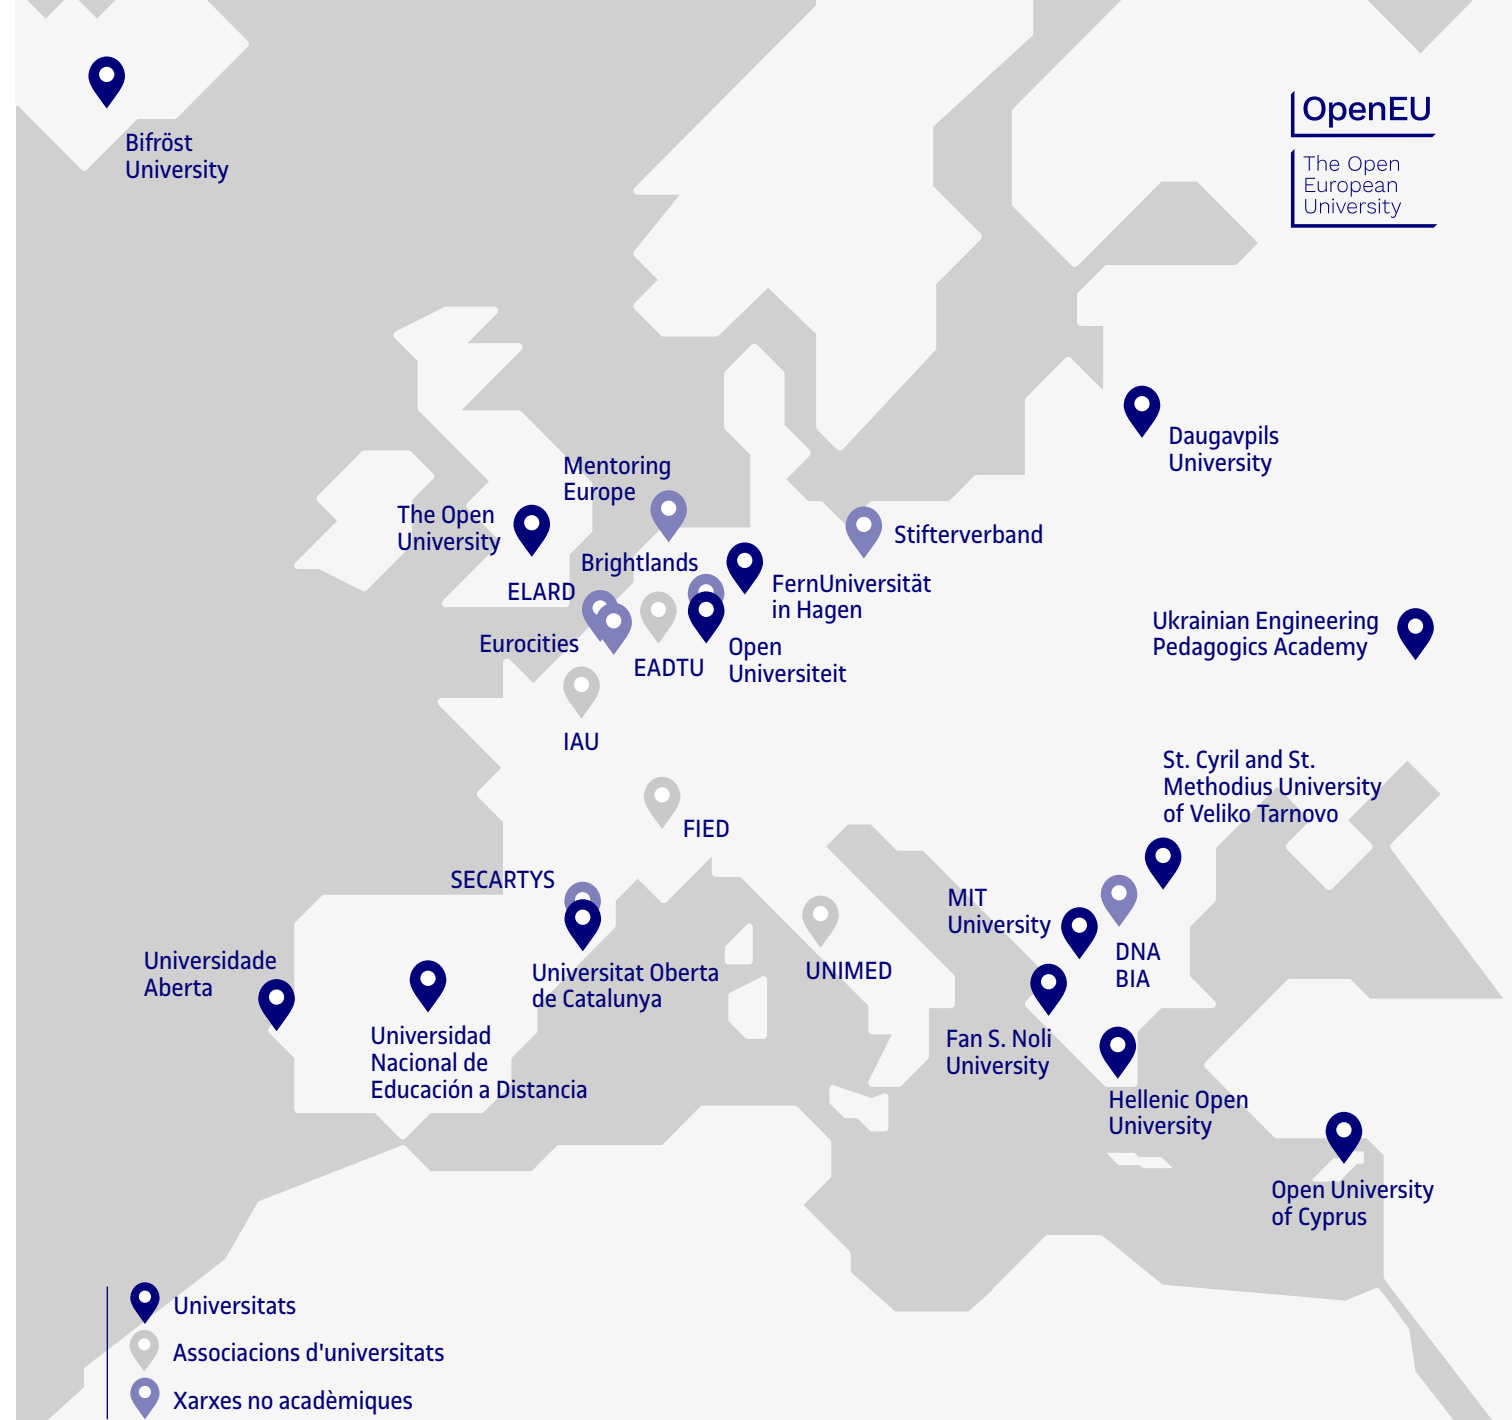 Bifröst
University
OpenEU
The Open
European
University
Daugavpils
University
Mentoring
Europe
The Open
University
Stifterverband
Brightlands
FernUniversität
in Hagen
ELARD
Eurocities
EADTU
Open
Universiteit
Ukrainian Engineering
Pedagogics Academy
IAU
St. Cyril and St.
Methodius University
of Veliko Tarnovo
FIED
SECARTYS
MIT
University
DNA
BIA
Universidade
Aberta
Universitat Oberta
de Catalunya
UNIMED
Universidad
Nacional de
Educación a Distancia
Fan S. Noli
University
Hellenic Open
University
Open University
of Cyprus
Universitats
Associacions d'universitats
Xarxes no acadèmiques